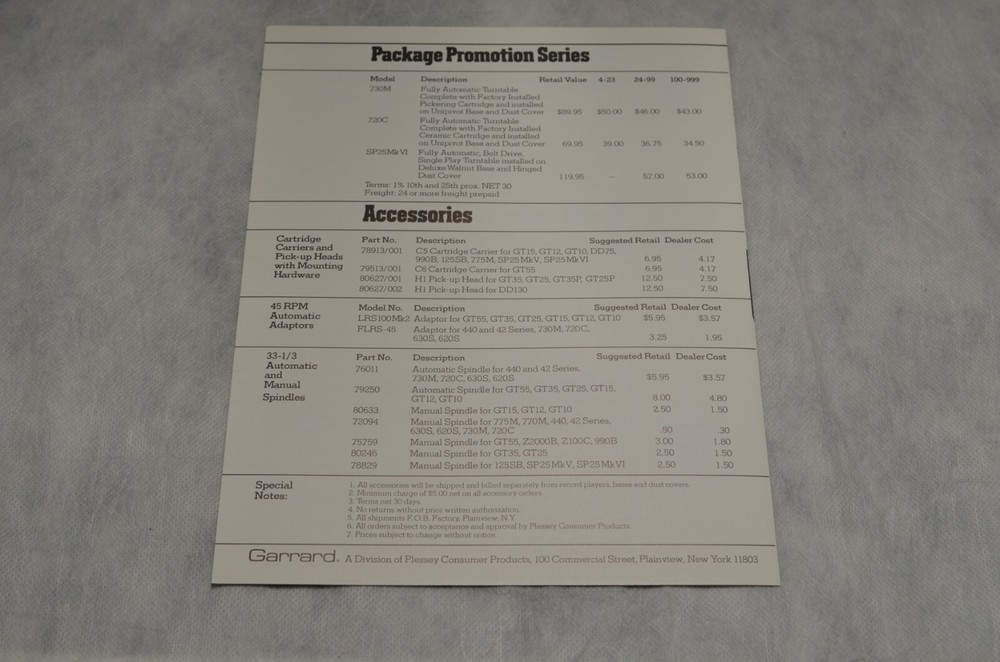 Package Promotion Series
Model Description Retail Value 4-23 24-99 100-999
730M Fully Automatic Turntable
Complete with Factory Installed
Pickering Cartridge and installed
on Unipivot Base and Dust Cover $89.95 $50.00 $46.00 $43.00
720C Fully Automatic Turntable
Complete with Factory Installed
Ceramic Cartridge and installed
on Unipivot Base and Dust Cover 69.95 39.00 36.75 34.50
SP25MkVI Fully Automatic, Belt Drive,
Single Play Turntable installed on
Deluxe Walnut Base and Hinged
Dust Cover 119.95 — 57.00 53.00
Terms: 1% 10th and 25th prox. NET 30
Freight: 24 or more freight prepaid
Accessories
Cartridge Carriers and Pick-up Heads with Mounting Hardware
Part No. Description Suggested Retail Dealer Cost
78913/001 C5 Cartridge Carrier for GT15, GT12, GT10, DD75,
990B, 125SB, 775M, SP25MkV, SP25MkVI 6.95 4.17
79513/001 C6 Cartridge Carrier for GT55 6.95 4.17
80627/001 H1 Pick-up Head for GT35, GT25, GT35P, GT25P 12.50 7.50
80627/002 H1 Pick-up Head for DD130 12.50 7.50
45 RPM Automatic Adaptors
Model No. Description Suggested Retail Dealer Cost
LRS100Mk2 Adaptor for GT55, GT35, GT25, GT15, GT12, GT10 $5.95 $3.57
FLRS-45 Adaptor for 440 and 42 Series, 730M, 720C,
630S, 620S 3.25 1.95
33-1/3 Automatic and Manual Spindles
Part No. Description Suggested Retail Dealer Cost
76011 Automatic Spindle for 440 and 42 Series,
730M, 720C, 630S, 620S $5.95 $3.57
79250 Automatic Spindle for GT55, GT35, GT25, GT15,
GT12, GT10 8.00 4.80
80633 Manual Spindle for GT15, GT12, GT10 2.50 1.50
72094 Manual Spindle for 775M, 770M, 440, 42 Series,
630S, 620S, 730M, 720C .50 .30
75759 Manual Spindle for GT55, Z2000B, Z100C, 990B 3.00 1.80
80246 Manual Spindle for GT35, GT25 2.50 1.50
78829 Manual Spindle for 125SB, SP25MkV, SP25MkVI 2.50 1.50
Special Notes:
1. All accessories will be shipped and billed separately from record players, bases and dust covers.
2. Minimum charge of $5.00 net on all accessory orders.
3. Terms net 30 days.
4. No returns without prior written authorization.
5. All shipments F.O.B. Factory, Plainview, N.Y.
6. All orders subject to acceptance and approval by Plessey Consumer Products.
7. Prices subject to change without notice.
Garrard. A Division of Plessey Consumer Products, 100 Commercial Street, Plainview, New York 11803